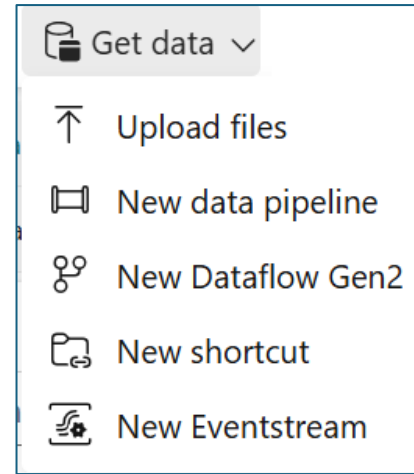 Get data
Upload files
New data pipeline
New Dataflow Gen2
New shortcut
New Eventstream